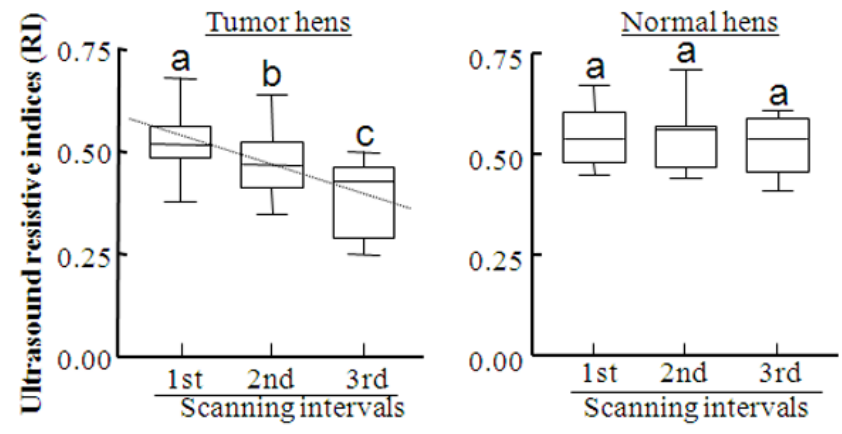 Ultrasound resistive indices (RI)
Tumor hens
0.75
0.50
0.25
0.00
a
b
c
1st 2nd 3rd
Scanning intervals
Normal hens
0.75
0.50
0.25
0.00
a
a
a
1st 2nd 3rd
Scanning intervals